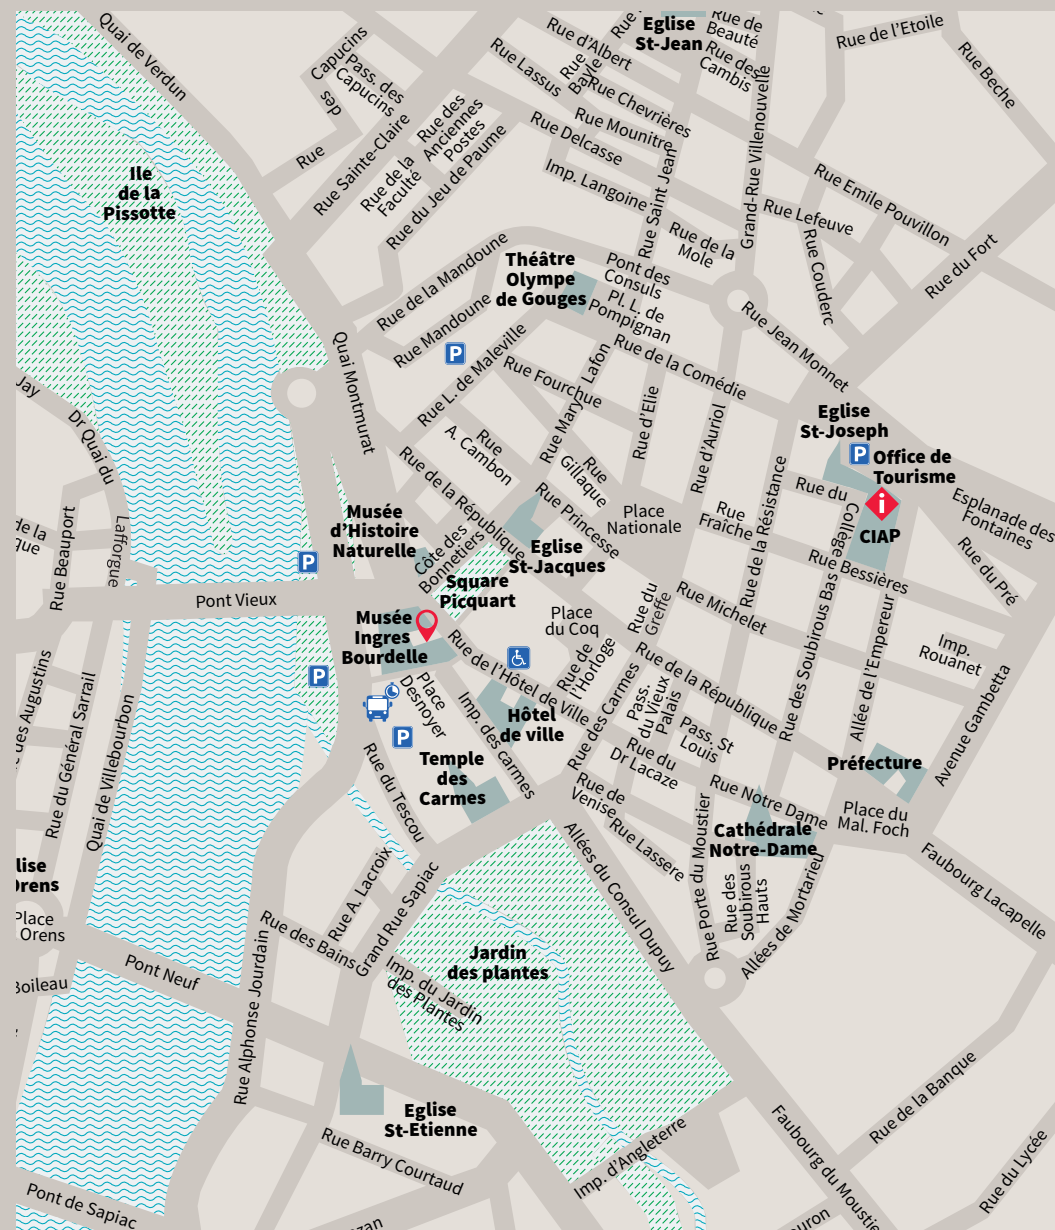 Quai de Verdun
Capucins
des
Rue
Pass. des
Capucins
Rue Sainte-Claire
Rue de la
Faculté
Rue des
Anciennes
Postes
Rue du Jeu de Paume
Rue Lassus
Rue d'Albert
Rue
Bayle
Rue
Eglise
St-Jean
Rue de
Beauté
Rue des
Cambis
Rue de l'Etoile
Rue Beche
Rue Chevrières
Rue Mounitre
Rue Delcasse
Imp. Langoine
Rue Saint Jean
Grand-Rue Villenouvelle
Rue Emile Pouvillon
Rue Lefeuve
Rue Couderc
Rue du Fort
Rue de la
Mole
Ile
de la
Pissotte
Rue de la Mandoune
Rue Mandoune
Théâtre
Olympe
de Gouges
Pont des
Consuls
Pl. L. de
Pompignan
Rue Jean Monnet
Quai Montmurat
P
Rue L. de Maleville
Rue Fourchue
Rue Mary Lafon
Rue de la Comédie
Rue d'Elie
Rue d'Auriol
Jay
Dr Quai du
Lafforgue
Rue
A. Cambon
Rue
Gillaque
Eglise
St-Joseph
P
Office de
Tourisme
i
CIAP
Rue du
Collège
Esplanade des
Fontaines
Rue du Pré
Rue de la République
Rue Princesse
Place
Nationale
Rue
Fraîche
Rue de la Résistance
Rue Bessières
Musée
d'Histoire
Naturelle
Côte des
Bonnetiers
Eglise
St-Jacques
Square
Picquart
de la
que
Rue Beauport
P
Pont Vieux
Musée
Ingres
Bourdelle
Place
du Coq
Rue du
Greffe
Rue Michelet
Rue des Soubirous Bas
Allée de l'Empereur
Imp.
Rouanet
Avenue Gambetta
Rue de l'Hôtel de Ville
Rue de
l'Horloge
Rue de la République
Rue des Carmes
Pass.
du Vieux
Palais
Pass. St
Louis
P
P
Place
Desnoyer
Imp. des carmes
Hôtel
de ville
Rue du
Dr Lacaze
Préfecture
des Augustins
Rue du Général Sarrail
Quai de Villebourbon
Temple
des
Carmes
Rue du Tescou
Rue de
Venise
Rue Lassere
Rue Notre Dame
Place du
Mal. Foch
Cathédrale
Notre-Dame
Rue Porte du Moustier
Rue des
Soubirous
Hauts
Allées de Mortarieu
Faubourg Lacapelle
Allées du Consul Dupuy
lise
Orens
Place
Orens
Boileau
Pont Neuf
Rue A. Lacroix
Grand Rue Sapiac
Rue des Bains
Rue Alphonse Jourdain
Imp. du Jardin
des Plantes
Jardin
des plantes
Eglise
St-Etienne
Rue Barry Courtaud
Imp. d'Angleterre
Faubourg du Moustie
Rue de la Banque
Rue du Lycée
Pont de Sapiac
zan
uron